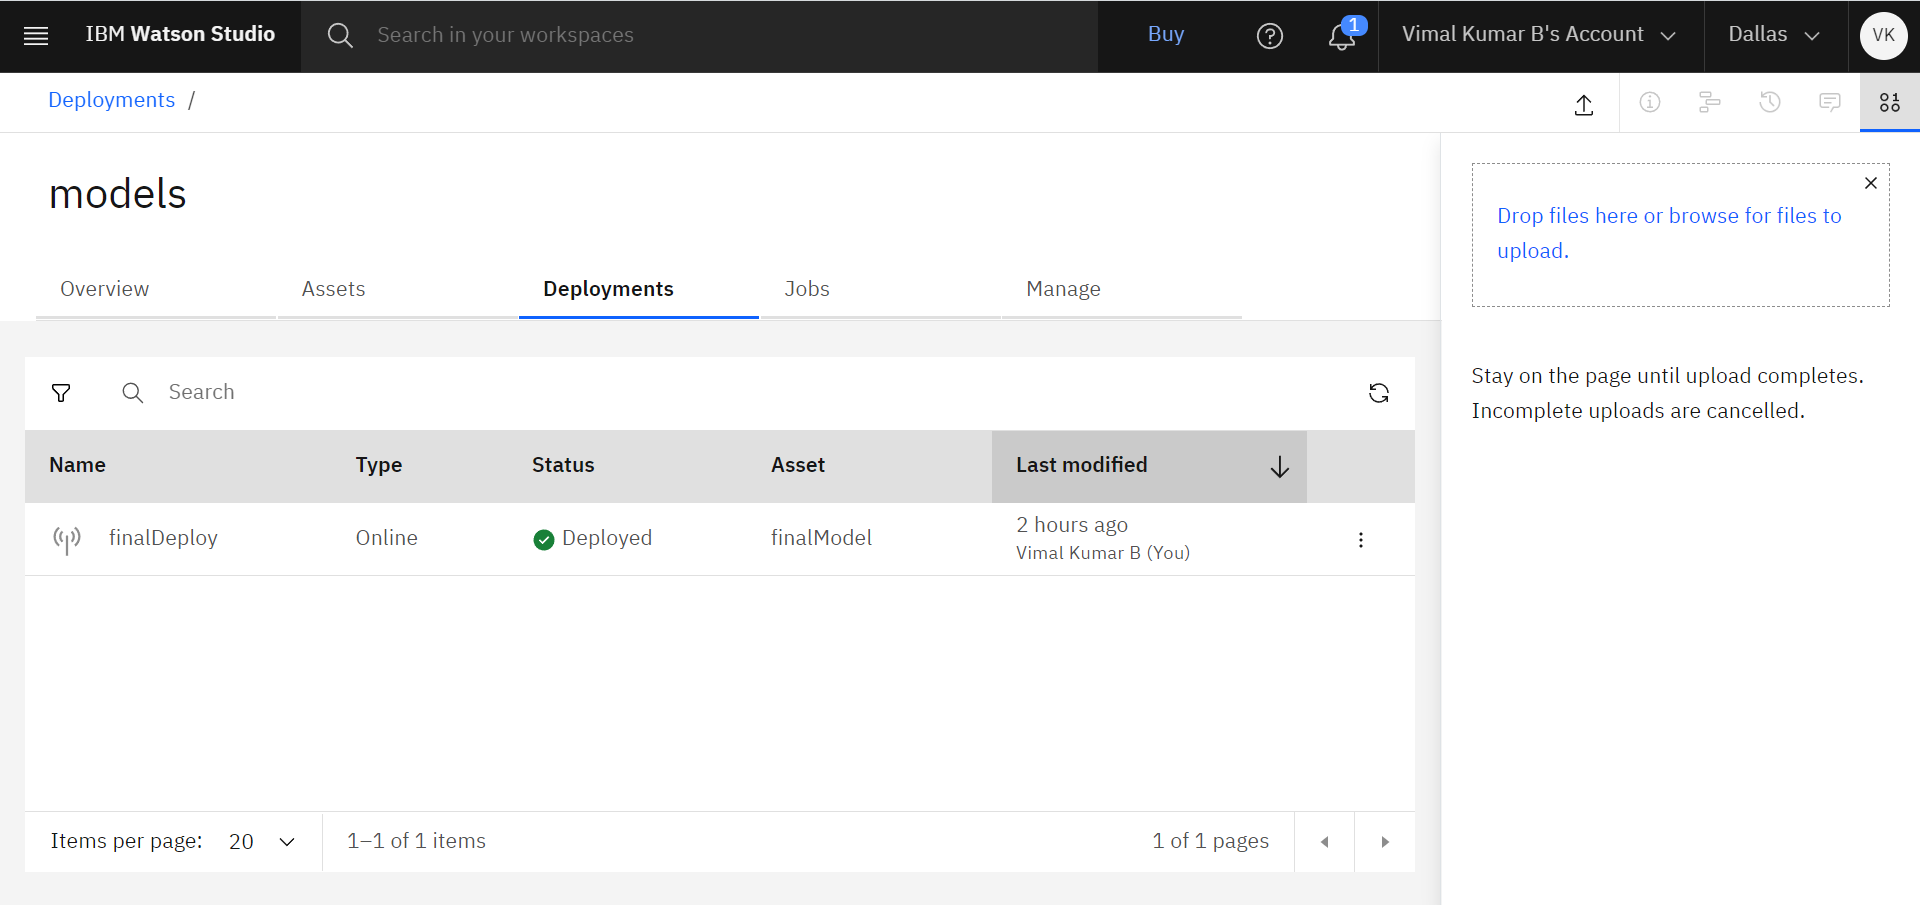 IBM Watson Studio
Search in your workspaces
Buy
1
Vimal Kumar B's Account
Dallas
VK
Deployments /
models
Overview
Assets
Deployments
Jobs
Manage
Drop files here or browse for files to
upload.
Stay on the page until upload completes.
Incomplete uploads are cancelled.
Search
Name
Type
Status
Asset
Last modified
finalDeploy
Online
Deployed
finalModel
2 hours ago
Vimal Kumar B (You)
Items per page: 20
1–1 of 1 items
1 of 1 pages